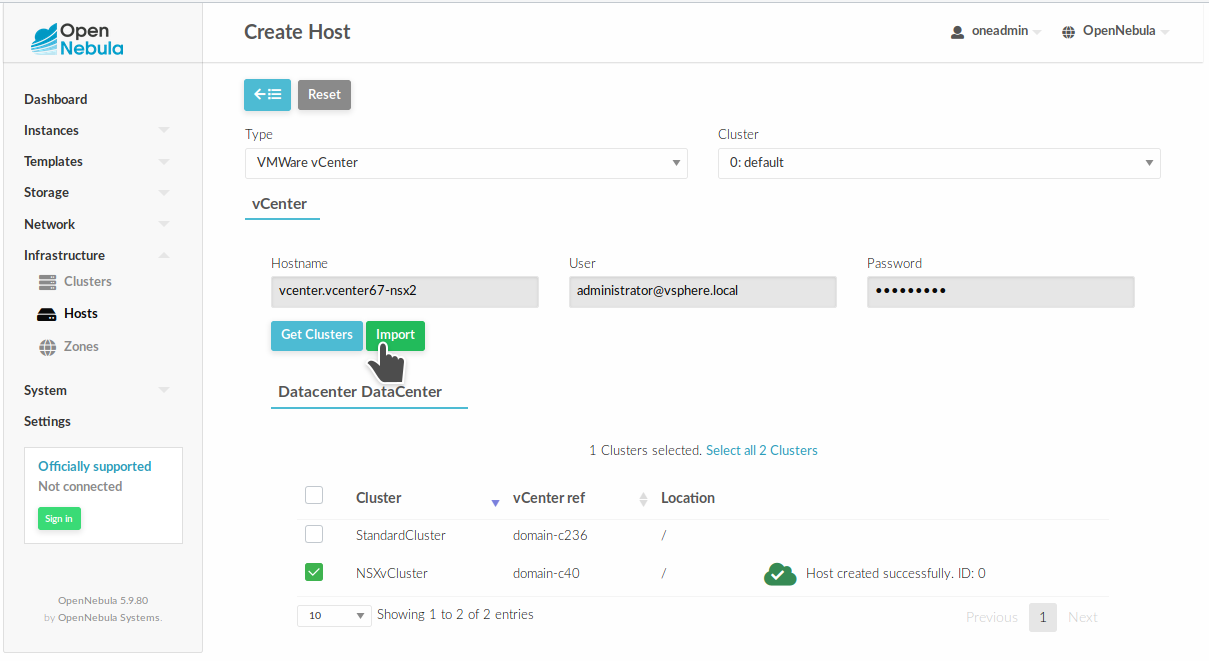 Open
Nebula
Create Host
oneadmin
OpenNebula
Dashboard
Instances
Templates
Storage
Network
Infrastructure
Clusters
Hosts
Zones
System
Settings
Officially supported
Not connected
Sign in
OpenNebula 5.9.80
by OpenNebula Systems.
Reset
Type
Cluster
VMWare vCenter
0: default
vCenter
Hostname
User
Password
vcenter.vcenter67-nsx2
administrator@vsphere.local
•••••••••
Get Clusters
Import
Datacenter DataCenter
1 Clusters selected. Select all 2 Clusters
Cluster
vCenter ref
Location
StandardCluster
domain-c236
/
NSXvCluster
domain-c40
/
Host created successfully. ID: 0
10
Showing 1 to 2 of 2 entries
Previous
1
Next